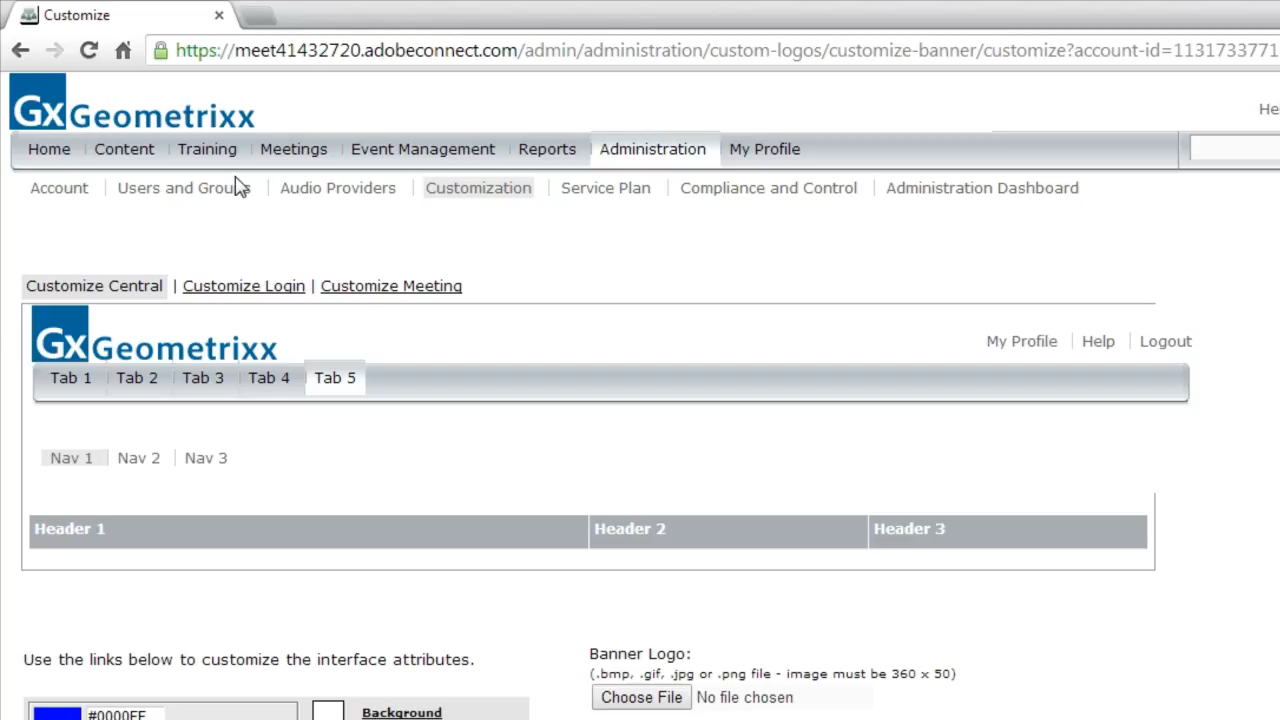 Customize ×
https://meet41432720.adobeconnect.com/admin/administration/custom-logos/customize-banner/customize?account-id=1131733771
Gx Geometrixx
He
Home Content Training Meetings Event Management Reports Administration My Profile
Account Users and Groups Audio Providers Customization Service Plan Compliance and Control Administration Dashboard
Customize Central | Customize Login | Customize Meeting
Gx Geometrixx
My Profile Help Logout
Tab 1 Tab 2 Tab 3 Tab 4 Tab 5
Nav 1 Nav 2 Nav 3
Header 1 Header 2 Header 3
Use the links below to customize the interface attributes.
Banner Logo:
(.bmp, .gif, .jpg or .png file - image must be 360 x 50)
Choose File No file chosen
#0000FF Background